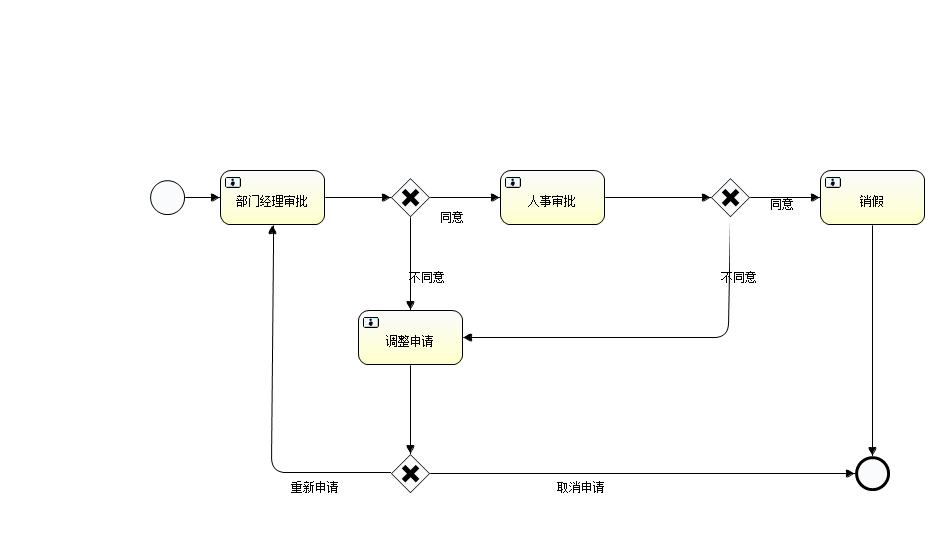 部门经理审批
同意
人事审批
同意
销假
不同意
不同意
调整申请
重新申请
取消申请